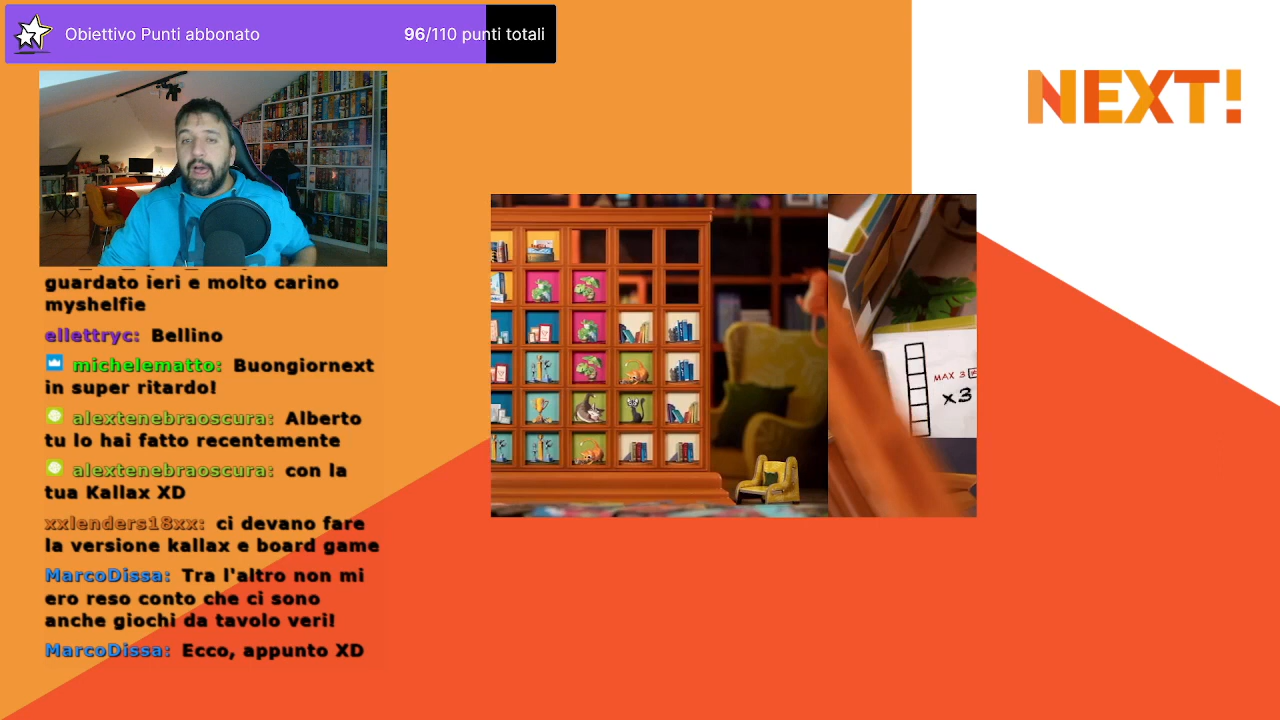 Obiettivo Punti abbonato
96/110 punti totali
NEXT!
guardato ieri e molto carino
myshelfie
ellettryc: Bellino
michelematto: Buongiornext
in super ritardo!
alextenebraoscura: Alberto
tu lo hai fatto recentemente
alextenebraoscura: con la
tua Kallax XD
xxlenders18xx: ci devano fare
la versione kallax e board game
MarcoDissa: Tra l'altro non mi
ero reso conto che ci sono
anche giochi da tavolo veri!
MarcoDissa: Ecco, appunto XD
MAX 3
x3